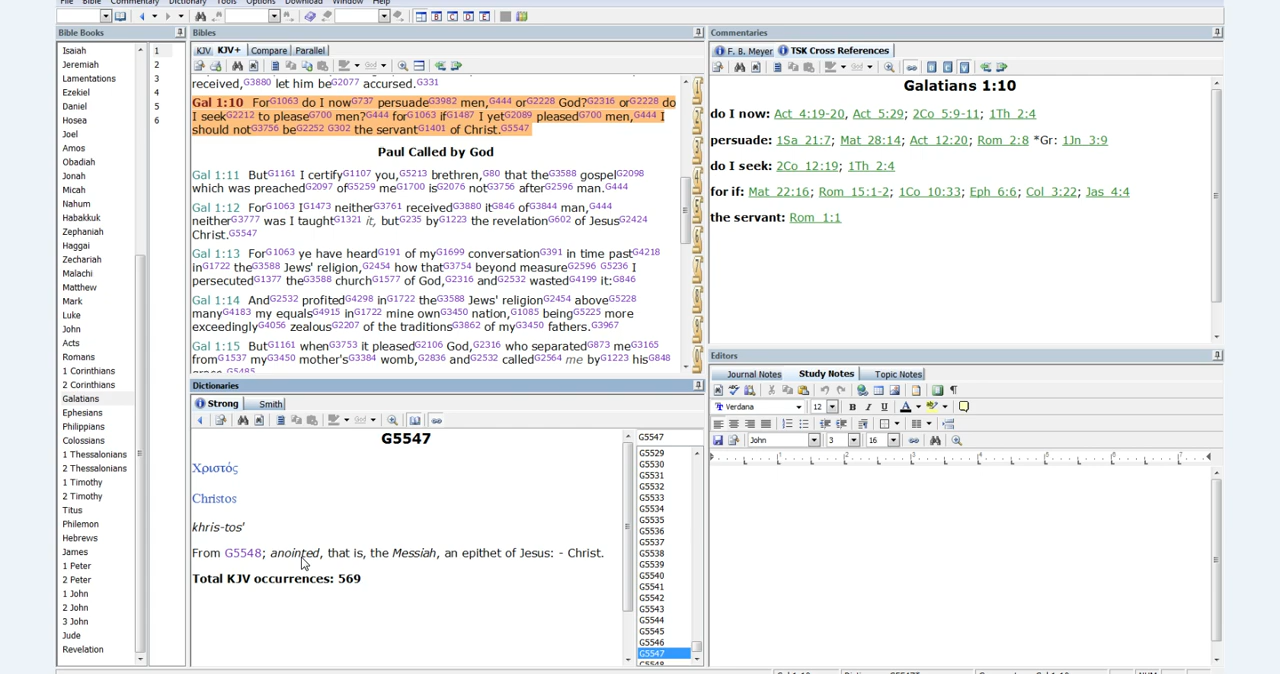 File Bible Commentary Dictionary Tools Options Download Window Help
B C D E
Bible Books
Isaiah
Jeremiah
Lamentations
Ezekiel
Daniel
Hosea
Joel
Amos
Obadiah
Jonah
Micah
Nahum
Habakkuk
Zephaniah
Haggai
Zechariah
Malachi
Matthew
Mark
Luke
John
Acts
Romans
1 Corinthians
2 Corinthians
Galatians
Ephesians
Philippians
Colossians
1 Thessalonians
2 Thessalonians
1 Timothy
2 Timothy
Titus
Philemon
Hebrews
James
1 Peter
2 Peter
1 John
2 John
3 John
Jude
Revelation
1
2
3
4
5
6
Bibles
KJV KJV+ Compare Parallel
received,G3880 let him beG2077 accursed.G331
Gal 1:10 ForG1063 do I nowG737 persuadeG3982 men,G444 orG2228 God?G2316 orG2228 do
I seekG2212 to pleaseG700 men?G444 forG1063 ifG1487 I yetG2089 pleasedG700 men,G444 I
should notG3756 beG2252 G302 the servantG1401 of Christ.G5547
Paul Called by God
Gal 1:11 ButG1161 I certifyG1107 you,G5213 brethren,G80 that theG3588 gospelG2098
which was preachedG2097 ofG5259 meG1700 isG2076 notG3756 afterG2596 man.G444
Gal 1:12 ForG1063 IG1473 neitherG3761 receivedG3880 itG846 ofG3844 man,G444
neitherG3777 was I taughtG1321 it, butG235 byG1223 the revelationG602 of JesusG2424
Christ.G5547
Gal 1:13 ForG1063 ye have heardG191 of myG1699 conversationG391 in time pastG4218
inG1722 theG3588 Jews' religion,G2454 how thatG3754 beyond measureG2596 G5236 I
persecutedG1377 theG3588 churchG1577 of God,G2316 andG2532 wastedG4199 it:G846
Gal 1:14 AndG2532 profitedG4298 inG1722 theG3588 Jews' religionG2454 aboveG5228
manyG4183 my equalsG4915 inG1722 mine ownG3450 nation,G1085 beingG5225 more
exceedinglyG4056 zealousG2207 of the traditionsG3862 of myG3450 fathers.G3967
Gal 1:15 ButG1161 whenG3753 it pleasedG2106 God,G2316 who separatedG873 meG3165
fromG1537 myG3450 mother'sG3384 womb,G2836 andG2532 calledG2564 me byG1223 hisG848
grace,G5485
Dictionaries
Strong Smith
G5547
Χριστός
Christos
khris-tos'
From G5548; anointed, that is, the Messiah, an epithet of Jesus: - Christ.
Total KJV occurrences: 569
G5547
G5529
G5530
G5531
G5532
G5533
G5534
G5535
G5536
G5537
G5538
G5539
G5540
G5541
G5542
G5543
G5544
G5545
G5546
G5547
G5548
Commentaries
F. B. Meyer TSK Cross References
Galatians 1:10
do I now: Act 4:19-20, Act 5:29; 2Co 5:9-11; 1Th 2:4
persuade: 1Sa 21:7; Mat 28:14; Act 12:20; Rom 2:8 *Gr: 1Jn 3:9
do I seek: 2Co 12:19; 1Th 2:4
for if: Mat 22:16; Rom 15:1-2; 1Co 10:33; Eph 6:6; Col 3:22; Jas 4:4
the servant: Rom 1:1
Editors
Journal Notes Study Notes Topic Notes
Verdana 12 B I U A
John 3 16
1 2 3 4 5 6 7